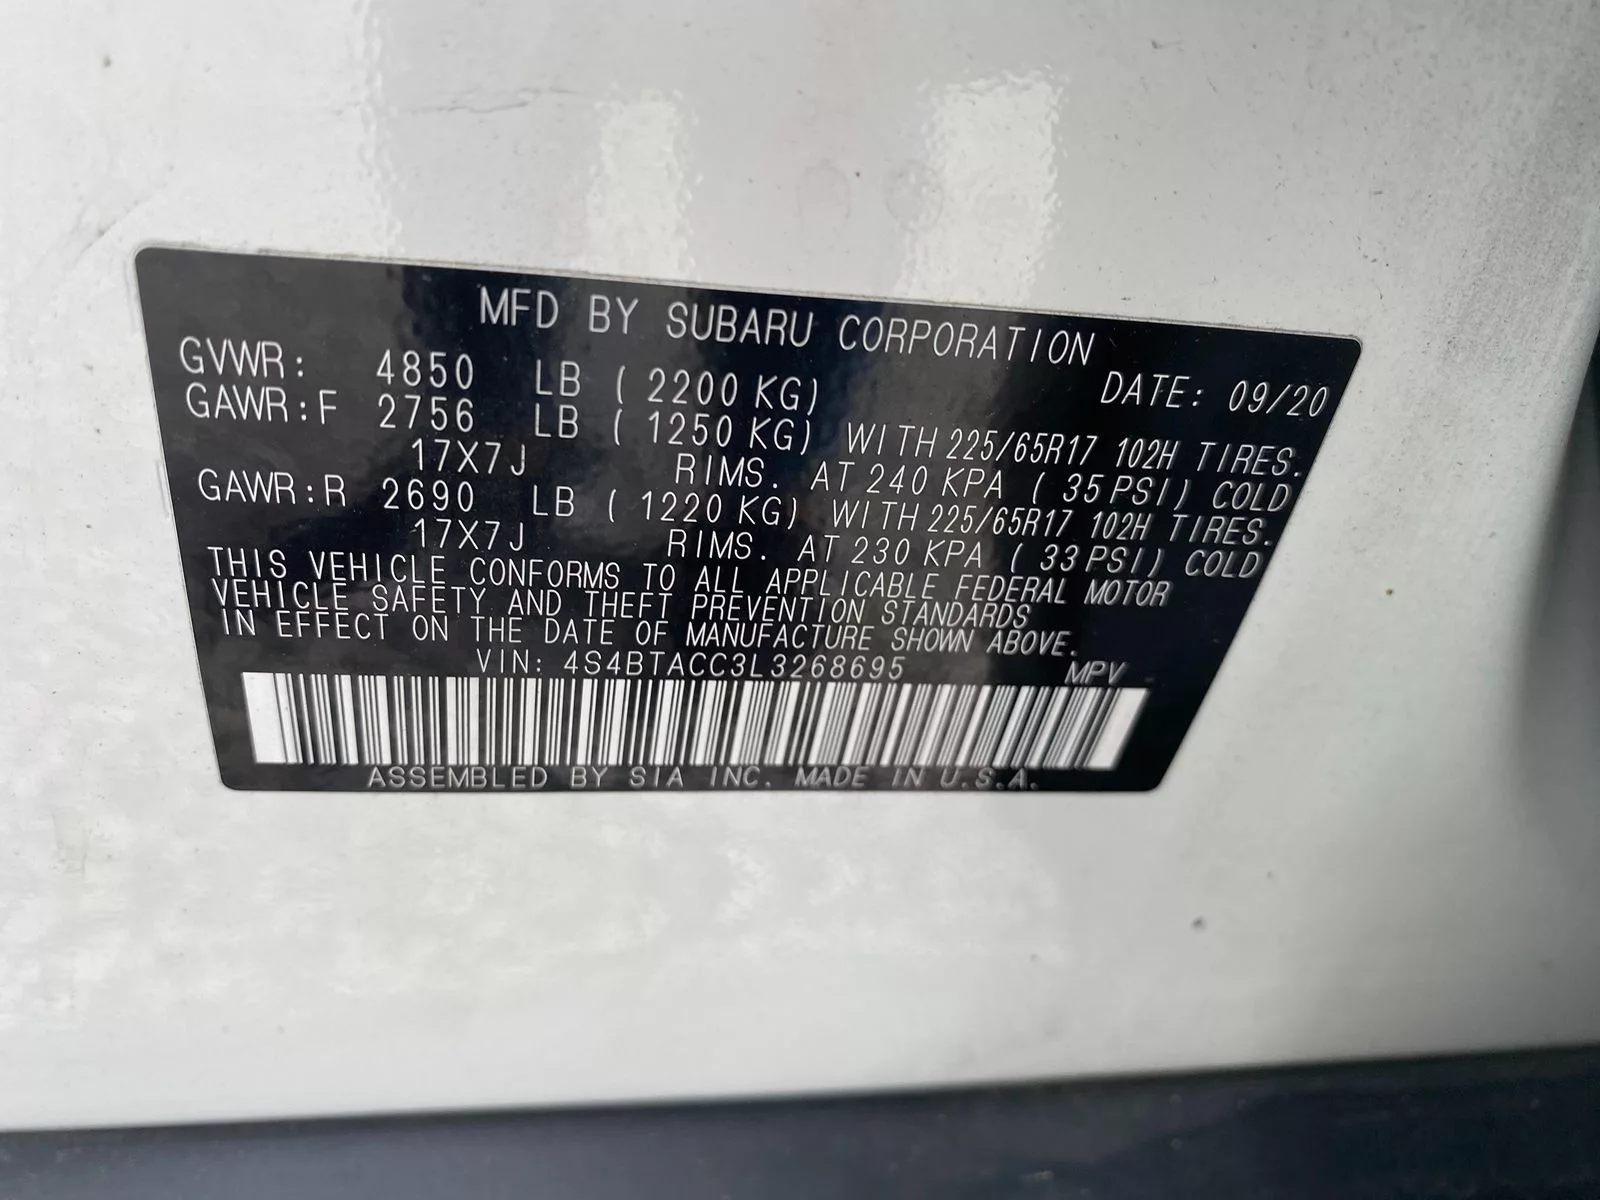 MFD BY SUBARU CORPORATION
DATE: 09/20
GVWR: 4850 LB ( 2200 KG)
GAWR:F 2756 LB ( 1250 KG) WITH 225/65R17 102H TIRES.
17X7J RIMS. AT 240 KPA ( 35 PSI) COLD
GAWR:R 2690 LB ( 1220 KG) WITH 225/65R17 102H TIRES.
17X7J RIMS. AT 230 KPA ( 33 PSI) COLD
THIS VEHICLE CONFORMS TO ALL APPLICABLE FEDERAL MOTOR
VEHICLE SAFETY AND THEFT PREVENTION STANDARDS
IN EFFECT ON THE DATE OF MANUFACTURE SHOWN ABOVE.
VIN: 4S4BTACC3L3268695 MPV
ASSEMBLED BY SIA INC. MADE IN U.S.A.